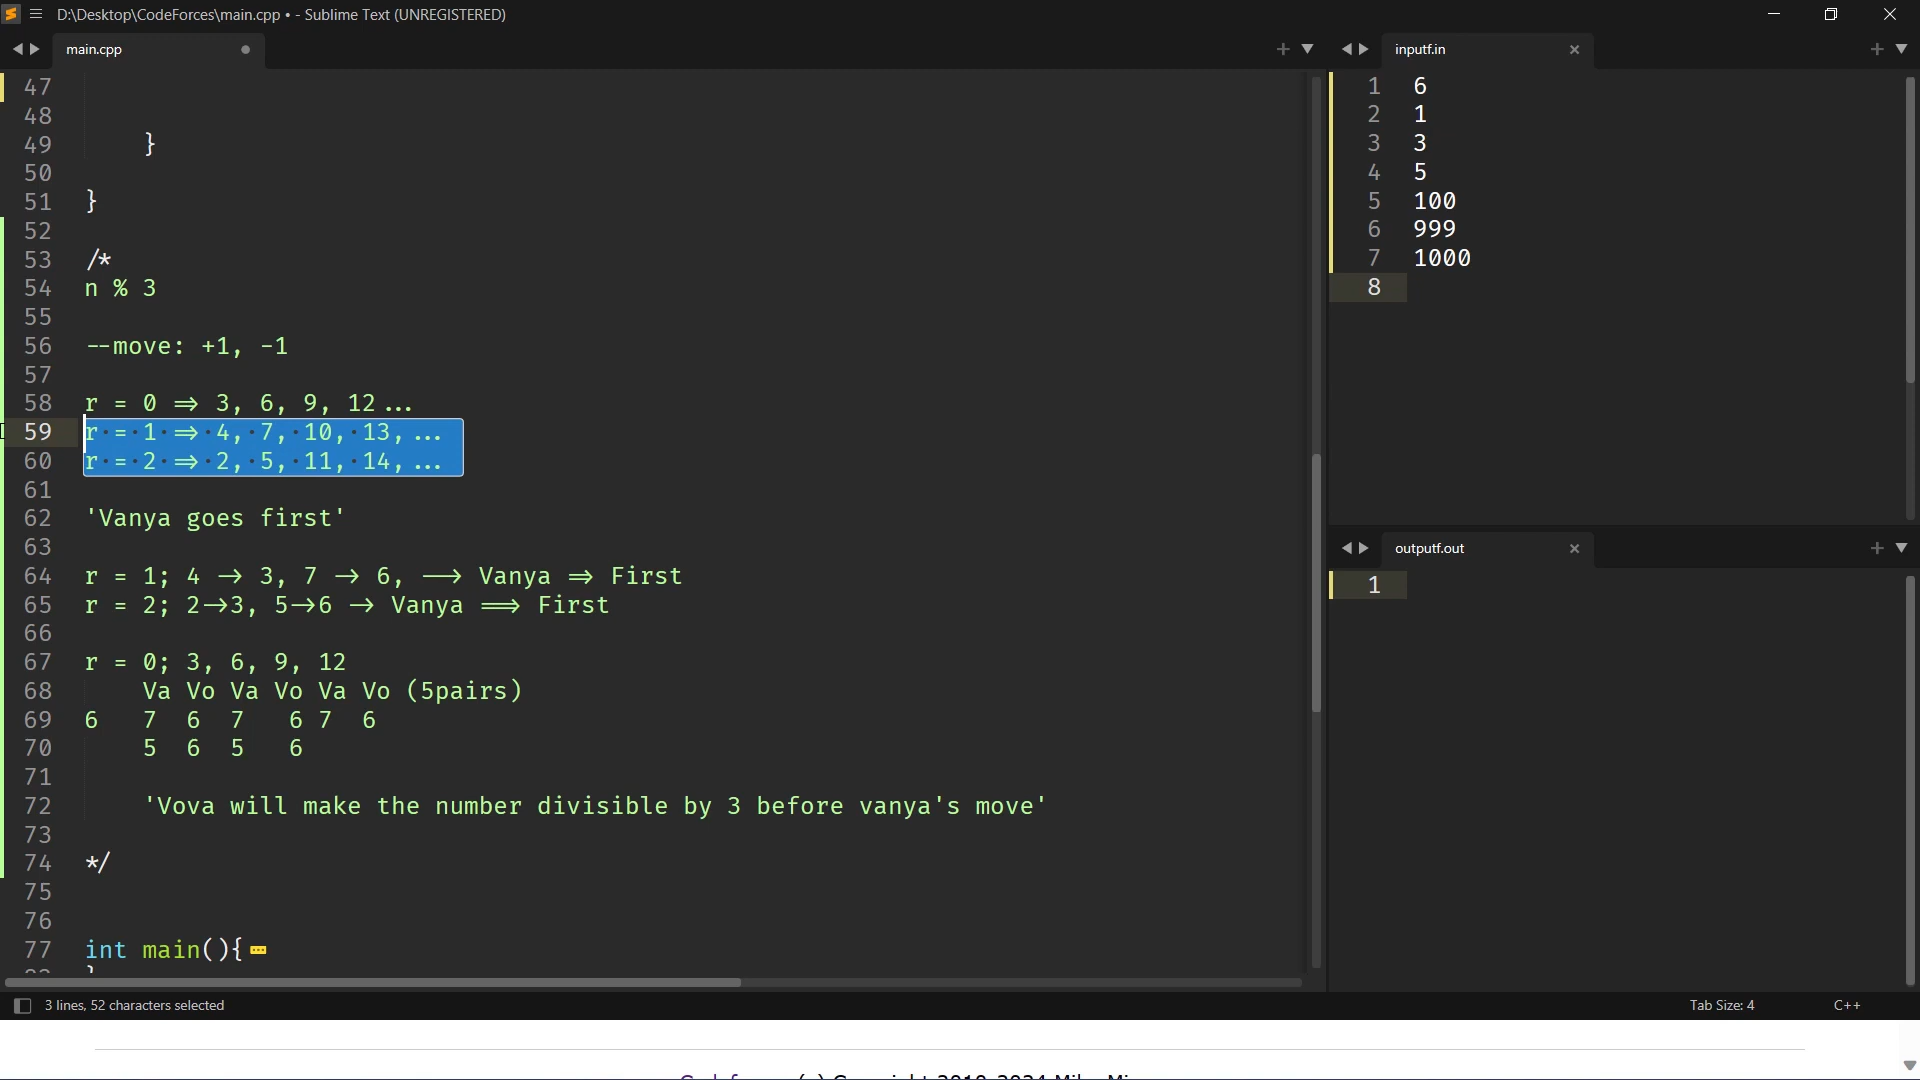 D:\Desktop\CodeForces\main.cpp • - Sublime Text (UNREGISTERED)
main.cpp
47
48
49 }
50
51 }
52
53 /*
54 n % 3
55
56 --move: +1, -1
57
58 r = 0 => 3, 6, 9, 12...
59 r = 1 => 4, 7, 10, 13, ...
60 r = 2 => 2, 5, 11, 14, ...
61
62 'Vanya goes first'
63
64 r = 1; 4 -> 3, 7 -> 6, --> Vanya => First
65 r = 2; 2->3, 5->6 -> Vanya ==> First
66
67 r = 0; 3, 6, 9, 12
68 Va Vo Va Vo Va Vo (5pairs)
69 6 7 6 7 6 7 6
70 5 6 5 6
71
72 'Vova will make the number divisible by 3 before vanya's move'
73
74 */
75
76
77 int main(){
}
inputf.in
1 6
2 1
3 3
4 5
5 100
6 999
7 1000
8
outputf.out
1
3 lines, 52 characters selected
Tab Size: 4
C++